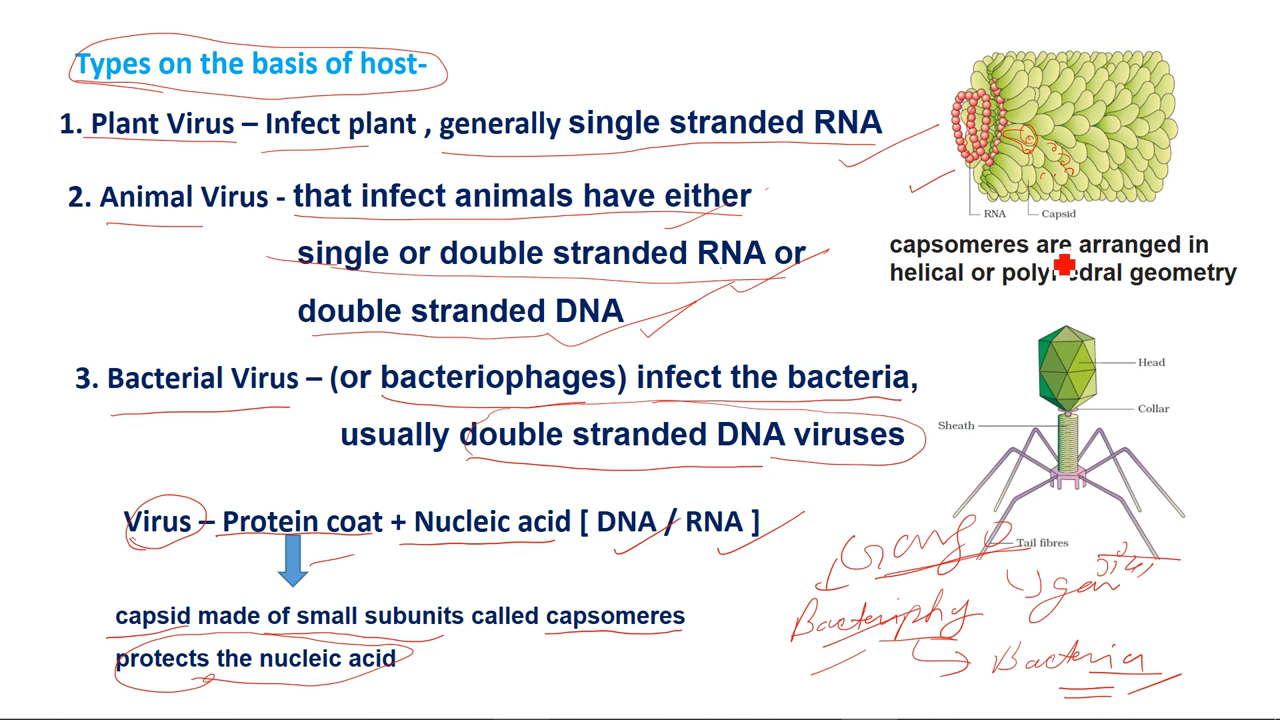 Types on the basis of host-
1. Plant Virus – Infect plant , generally single stranded RNA
2. Animal Virus - that infect animals have either
single or double stranded RNA or
double stranded DNA
3. Bacterial Virus – (or bacteriophages) infect the bacteria,
usually double stranded DNA viruses
Virus – Protein coat + Nucleic acid [ DNA / RNA ]
capsid made of small subunits called capsomeres
protects the nucleic acid
RNA
Capsid
capsomeres are arranged in
helical or polyhedral geometry
Head
Collar
Sheath
Tail fibres
Bacteriphy
Bacteria